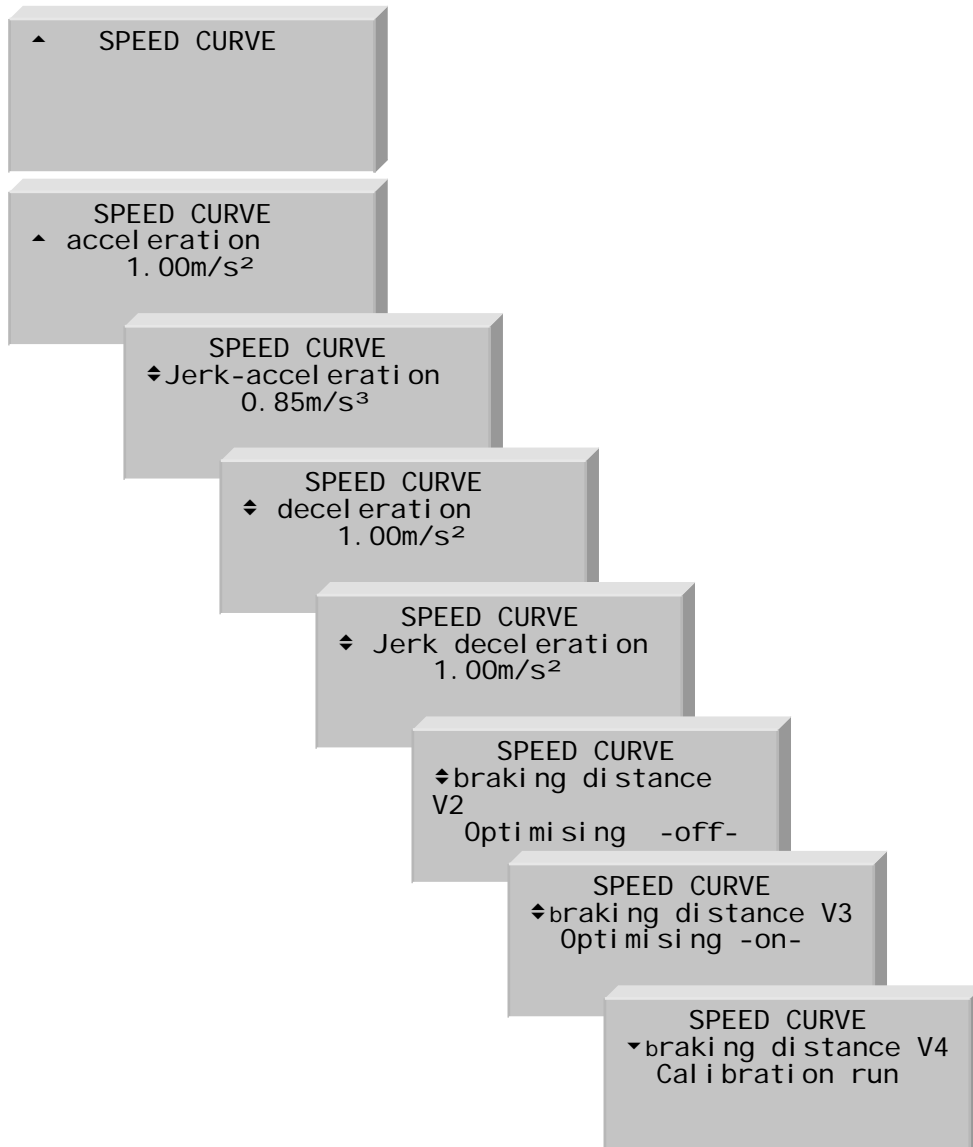 SPEED CURVE
SPEED CURVE
acceleration
1.00m/s²
SPEED CURVE
Jerk-acceleration
0.85m/s³
SPEED CURVE
deceleration
1.00m/s²
SPEED CURVE
Jerk deceleration
1.00m/s²
SPEED CURVE
braking distance
V2
Optimising -off-
SPEED CURVE
braking distance V3
Optimising -on-
SPEED CURVE
braking distance V4
Calibration run